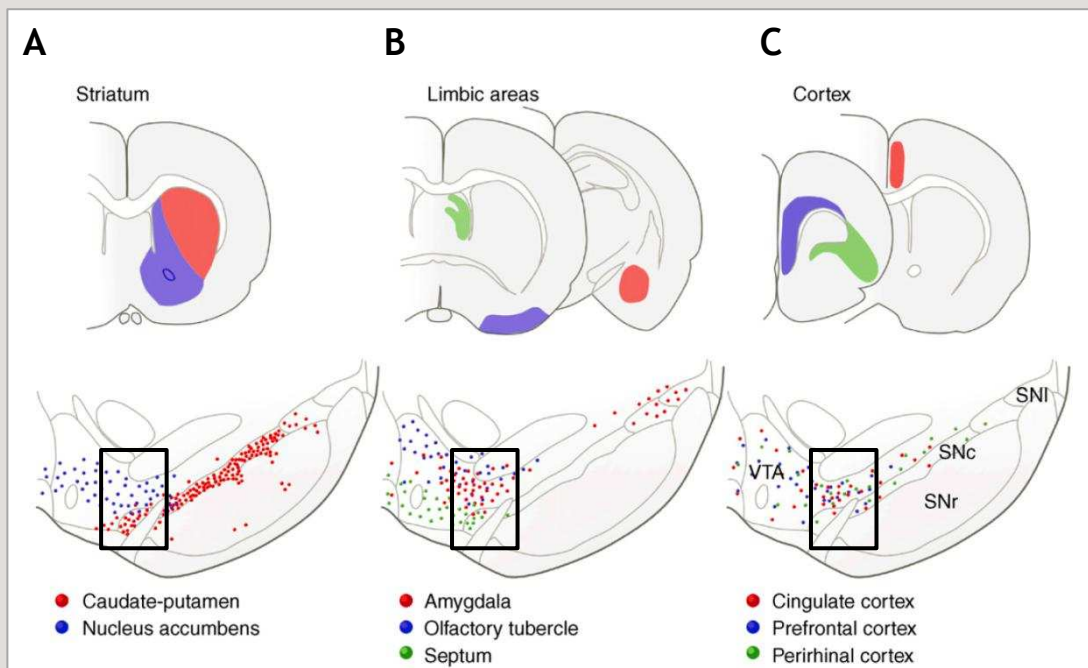 A
B
C
Striatum
Limbic areas
Cortex
SNl
SNc
VTA
SNr
Caudate-putamen
Nucleus accumbens
Amygdala
Olfactory tubercle
Septum
Cingulate cortex
Prefrontal cortex
Perirhinal cortex